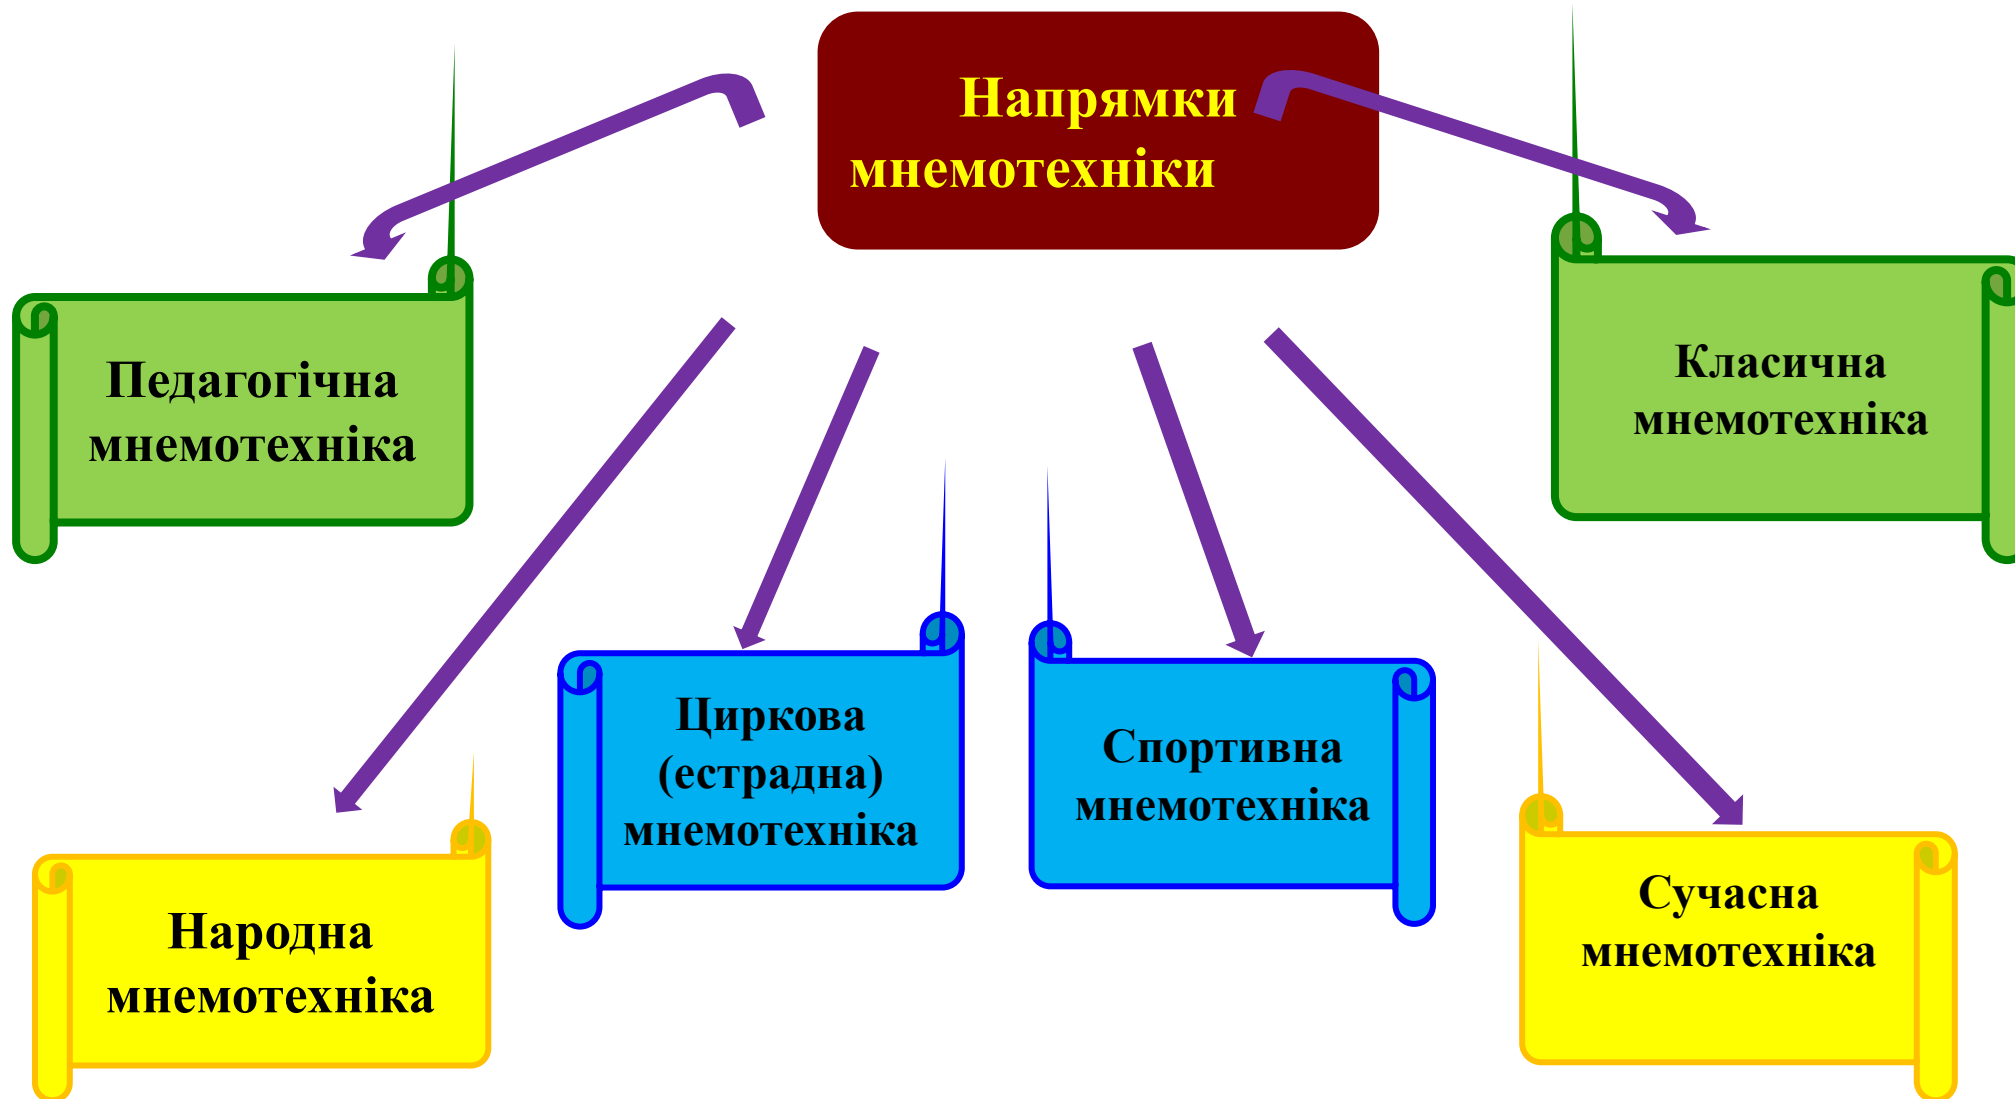 Напрямки
мнемотехніки
Педагогічна
мнемотехніка
Класична
мнемотехніка
Циркова
(естрадна)
мнемотехніка
Спортивна
мнемотехніка
Народна
мнемотехніка
Сучасна
мнемотехніка